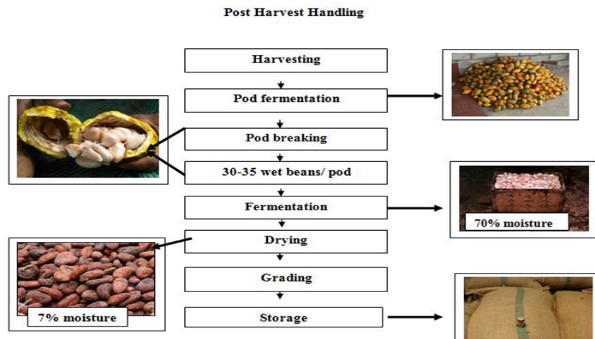 Post Harvest Handling
Harvesting
Pod fermentation
Pod breaking
30-35 wet beans/ pod
Fermentation
70% moisture
Drying
Grading
7% moisture
Storage